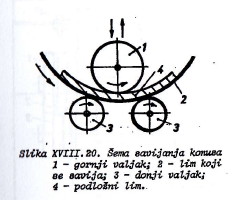 1
4
2
3
3
Slika XVIII.20. Šema savijanja konusa
1 - gornji valjak; 2 - lim koji
se savija; 3 - donji valjak;
4 - podložni lim.